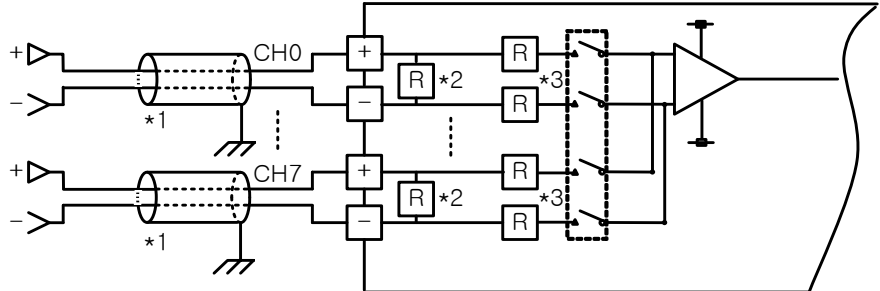 + CH0 + R
R *2 *3
− − R
*1
+ CH7 + R
R *2 *3
− − R
*1